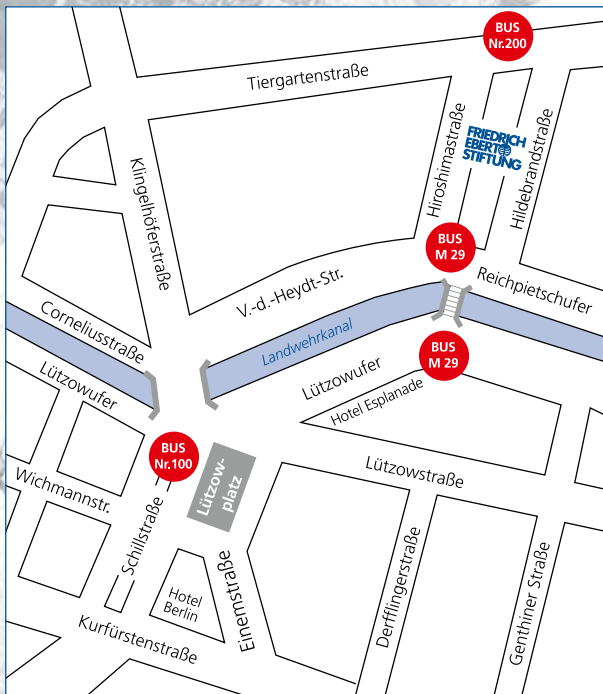 BUS
Nr.200
Tiergartenstraße
Klingelhöferstraße
Hiroshimastraße
FRIEDRICH
EBERT
STIFTUNG
Hildebrandstraße
BUS
M 29
Reichpietschufer
V.-d.-Heydt-Str.
Corneliusstraße
Landwehrkanal
BUS
M 29
Lützowufer
Lützowufer
Hotel Esplanade
BUS
Nr.100
Lützow-
platz
Lützowstraße
Wichmannstr.
Schillstraße
Hotel
Berlin
Einemstraße
Derfflingerstraße
Genthiner Straße
Kurfürstenstraße